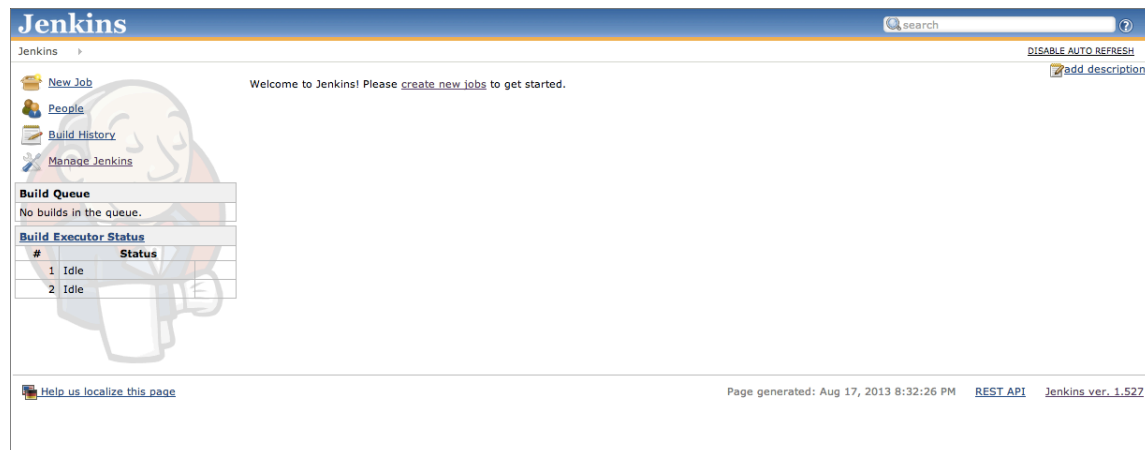 Jenkins
search
Jenkins
DISABLE AUTO REFRESH
add description
New Job
People
Build History
Manage Jenkins
Welcome to Jenkins! Please create new jobs to get started.
Build Queue
No builds in the queue.
Build Executor Status
# Status
1 Idle
2 Idle
Help us localize this page
Page generated: Aug 17, 2013 8:32:26 PM REST API Jenkins ver. 1.527